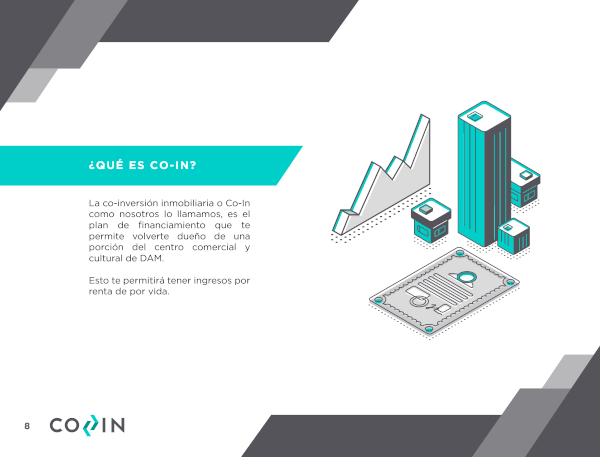 ¿QUÉ ES CO-IN?
La co-inversión inmobiliaria o Co-In
como nosotros lo llamamos, es el
plan de financiamiento que te
permite volverte dueño de una
porción del centro comercial y
cultural de DAM.
Esto te permitirá tener ingresos por
renta de por vida.
8
CO IN